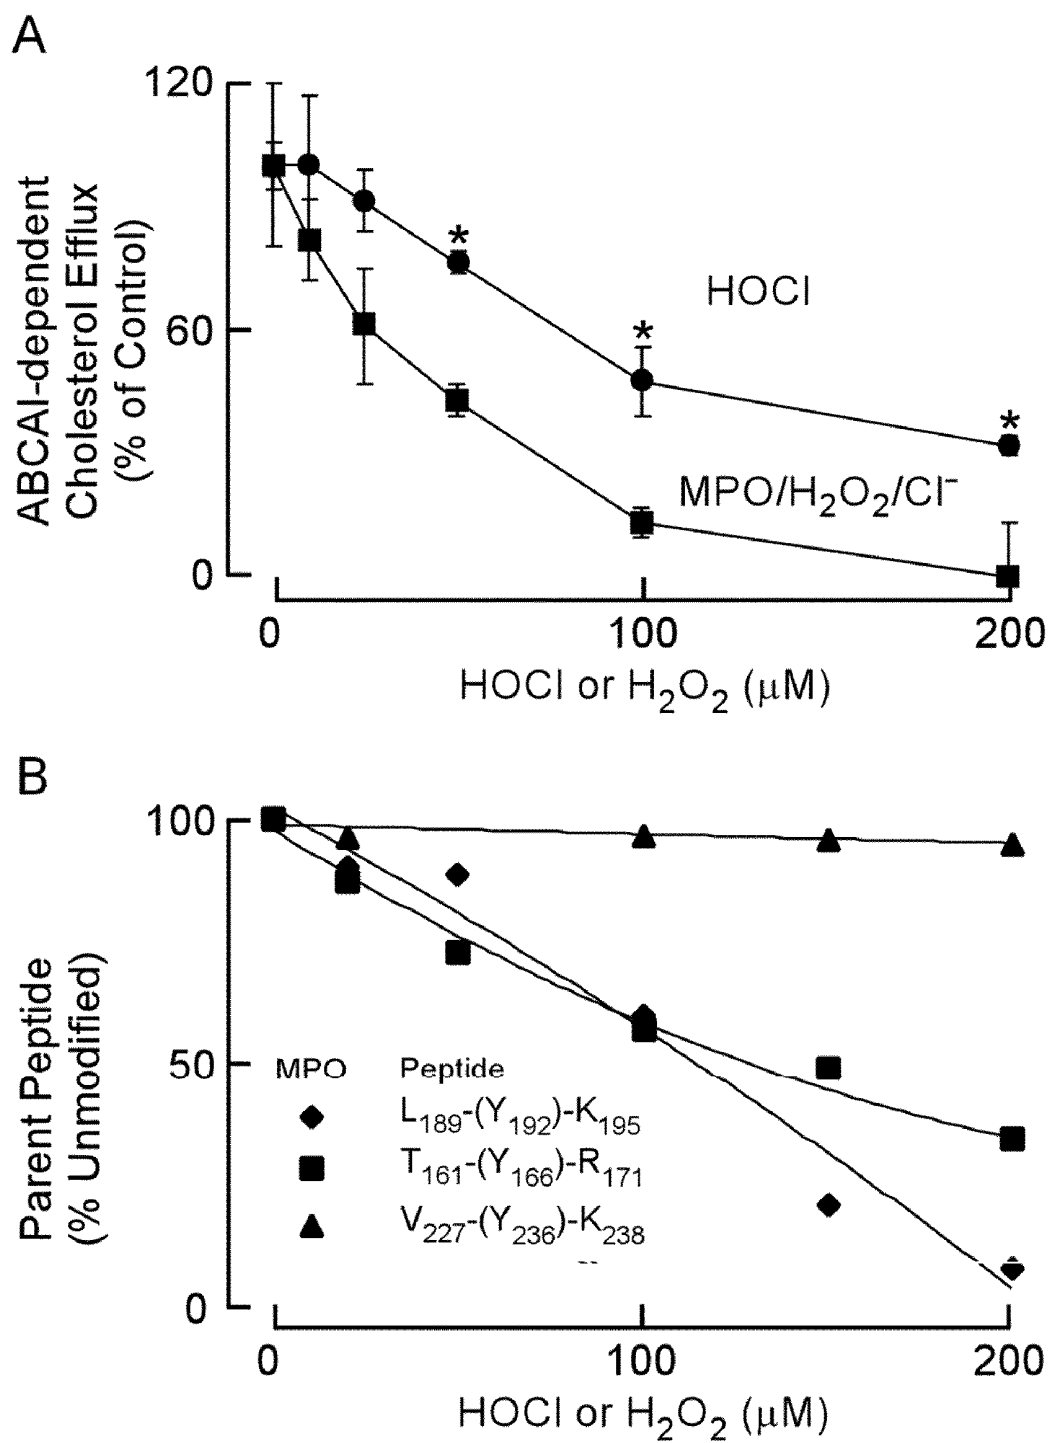 A
120
60
0
ABCAI-dependent
Cholesterol Efflux
(% of Control)
*
*
*
HOCl
MPO/H₂O₂/Cl⁻
0 100 200
HOCl or H₂O₂ (μM)
B
100
50
0
Parent Peptide
(% Unmodified)
MPO Peptide
L₁₈₉-(Y₁₉₂)-K₁₉₅
T₁₆₁-(Y₁₆₆)-R₁₇₁
V₂₂₇-(Y₂₃₆)-K₂₃₈
0 100 200
HOCl or H₂O₂ (μM)